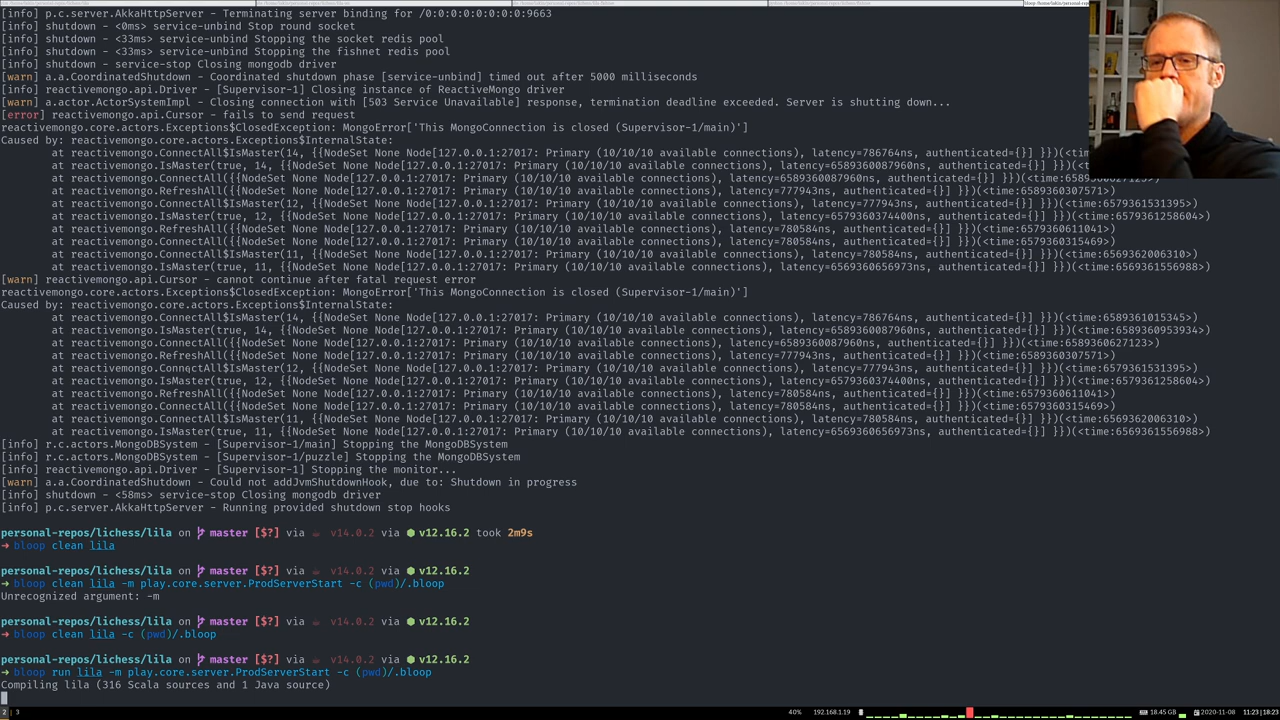 [info] p.c.server.AkkaHttpServer - Terminating server binding for /0:0:0:0:0:0:0:0:9663
[info] shutdown - <0ms> service-unbind Stop round socket
[info] shutdown - <33ms> service-unbind Stopping the socket redis pool
[info] shutdown - <33ms> service-unbind Stopping the fishnet redis pool
[info] shutdown - service-stop Closing mongodb driver
[warn] a.a.CoordinatedShutdown - Coordinated shutdown phase [service-unbind] timed out after 5000 milliseconds
[info] reactivemongo.api.Driver - [Supervisor-1] Closing instance of ReactiveMongo driver
[warn] a.actor.ActorSystemImpl - Closing connection with [503 Service Unavailable] response, termination deadline exceeded. Server is shutting down...
[error] reactivemongo.api.Cursor - fails to send request
reactivemongo.core.actors.Exceptions$ClosedException: MongoError['This MongoConnection is closed (Supervisor-1/main)']
Caused by: reactivemongo.core.actors.Exceptions$InternalState:
at reactivemongo.ConnectAll$IsMaster(14, {{NodeSet None Node[127.0.0.1:27017: Primary (10/10/10 available connections), latency=786764ns, authenticated={}] }})(<time:
at reactivemongo.IsMaster(true, 14, {{NodeSet None Node[127.0.0.1:27017: Primary (10/10/10 available connections), latency=6589360087960ns, authenticated={}]
at reactivemongo.ConnectAll({{NodeSet None Node[127.0.0.1:27017: Primary (10/10/10 available connections), latency=6589360087960ns, authenticated={}] }})(<time:6589360627123>)
at reactivemongo.RefreshAll({{NodeSet None Node[127.0.0.1:27017: Primary (10/10/10 available connections), latency=777943ns, authenticated={}] }})(<time:6589360307571>)
at reactivemongo.ConnectAll$IsMaster(12, {{NodeSet None Node[127.0.0.1:27017: Primary (10/10/10 available connections), latency=777943ns, authenticated={}] }})(<time:6579361531395>)
at reactivemongo.IsMaster(true, 12, {{NodeSet None Node[127.0.0.1:27017: Primary (10/10/10 available connections), latency=6579360374400ns, authenticated={}] }})(<time:6579361258604>)
at reactivemongo.RefreshAll({{NodeSet None Node[127.0.0.1:27017: Primary (10/10/10 available connections), latency=780584ns, authenticated={}] }})(<time:6579360611041>)
at reactivemongo.ConnectAll({{NodeSet None Node[127.0.0.1:27017: Primary (10/10/10 available connections), latency=780584ns, authenticated={}] }})(<time:6579360315469>)
at reactivemongo.ConnectAll$IsMaster(11, {{NodeSet None Node[127.0.0.1:27017: Primary (10/10/10 available connections), latency=780584ns, authenticated={}] }})(<time:6569362006310>)
at reactivemongo.IsMaster(true, 11, {{NodeSet None Node[127.0.0.1:27017: Primary (10/10/10 available connections), latency=6569360656973ns, authenticated={}] }})(<time:6569361556988>)
[warn] reactivemongo.api.Cursor - cannot continue after fatal request error
reactivemongo.core.actors.Exceptions$ClosedException: MongoError['This MongoConnection is closed (Supervisor-1/main)']
Caused by: reactivemongo.core.actors.Exceptions$InternalState:
at reactivemongo.ConnectAll$IsMaster(14, {{NodeSet None Node[127.0.0.1:27017: Primary (10/10/10 available connections), latency=786764ns, authenticated={}] }})(<time:6589361015345>)
at reactivemongo.IsMaster(true, 14, {{NodeSet None Node[127.0.0.1:27017: Primary (10/10/10 available connections), latency=6589360087960ns, authenticated={}] }})(<time:6589360953934>)
at reactivemongo.ConnectAll({{NodeSet None Node[127.0.0.1:27017: Primary (10/10/10 available connections), latency=6589360087960ns, authenticated={}] }})(<time:6589360627123>)
at reactivemongo.RefreshAll({{NodeSet None Node[127.0.0.1:27017: Primary (10/10/10 available connections), latency=777943ns, authenticated={}] }})(<time:6589360307571>)
at reactivemongo.ConnectAll$IsMaster(12, {{NodeSet None Node[127.0.0.1:27017: Primary (10/10/10 available connections), latency=777943ns, authenticated={}] }})(<time:6579361531395>)
at reactivemongo.IsMaster(true, 12, {{NodeSet None Node[127.0.0.1:27017: Primary (10/10/10 available connections), latency=6579360374400ns, authenticated={}] }})(<time:6579361258604>)
at reactivemongo.RefreshAll({{NodeSet None Node[127.0.0.1:27017: Primary (10/10/10 available connections), latency=780584ns, authenticated={}] }})(<time:6579360611041>)
at reactivemongo.ConnectAll({{NodeSet None Node[127.0.0.1:27017: Primary (10/10/10 available connections), latency=780584ns, authenticated={}] }})(<time:6579360315469>)
at reactivemongo.ConnectAll$IsMaster(11, {{NodeSet None Node[127.0.0.1:27017: Primary (10/10/10 available connections), latency=780584ns, authenticated={}] }})(<time:6569362006310>)
at reactivemongo.IsMaster(true, 11, {{NodeSet None Node[127.0.0.1:27017: Primary (10/10/10 available connections), latency=6569360656973ns, authenticated={}] }})(<time:6569361556988>)
[info] r.c.actors.MongoDBSystem - [Supervisor-1/main] Stopping the MongoDBSystem
[info] r.c.actors.MongoDBSystem - [Supervisor-1/puzzle] Stopping the MongoDBSystem
[info] reactivemongo.api.Driver - [Supervisor-1] Stopping the monitor...
[warn] a.a.CoordinatedShutdown - Could not addJvmShutdownHook, due to: Shutdown in progress
[info] shutdown - <58ms> service-stop Closing mongodb driver
[info] p.c.server.AkkaHttpServer - Running provided shutdown stop hooks
personal-repos/lichess/lila on master [$?] via v14.0.2 via v12.16.2 took 2m9s
➜ bloop clean lila
personal-repos/lichess/lila on master [$?] via v14.0.2 via v12.16.2
➜ bloop clean lila -m play.core.server.ProdServerStart -c (pwd)/.bloop
Unrecognized argument: -m
personal-repos/lichess/lila on master [$?] via v14.0.2 via v12.16.2
➜ bloop clean lila -c (pwd)/.bloop
personal-repos/lichess/lila on master [$?] via v14.0.2 via v12.16.2
➜ bloop run lila -m play.core.server.ProdServerStart -c (pwd)/.bloop
Compiling lila (316 Scala sources and 1 Java source)
2 | 3 40% 192.168.1.19 18.45 GB 2020-11-08 11:23 18:23